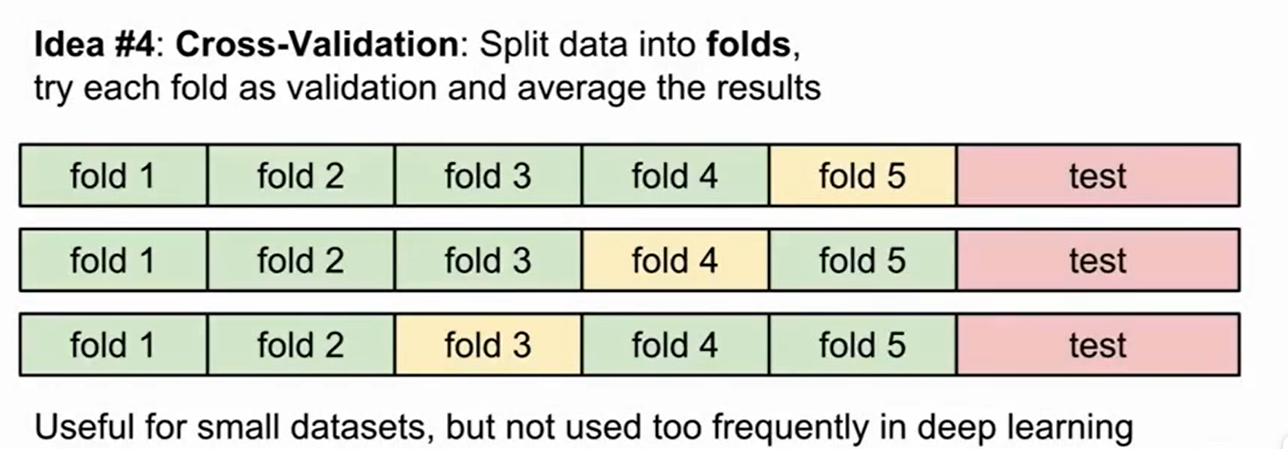 Idea #4: Cross-Validation: Split data into folds,
try each fold as validation and average the results
fold 1 fold 2 fold 3 fold 4 fold 5 test
fold 1 fold 2 fold 3 fold 4 fold 5 test
fold 1 fold 2 fold 3 fold 4 fold 5 test
Useful for small datasets, but not used too frequently in deep learning